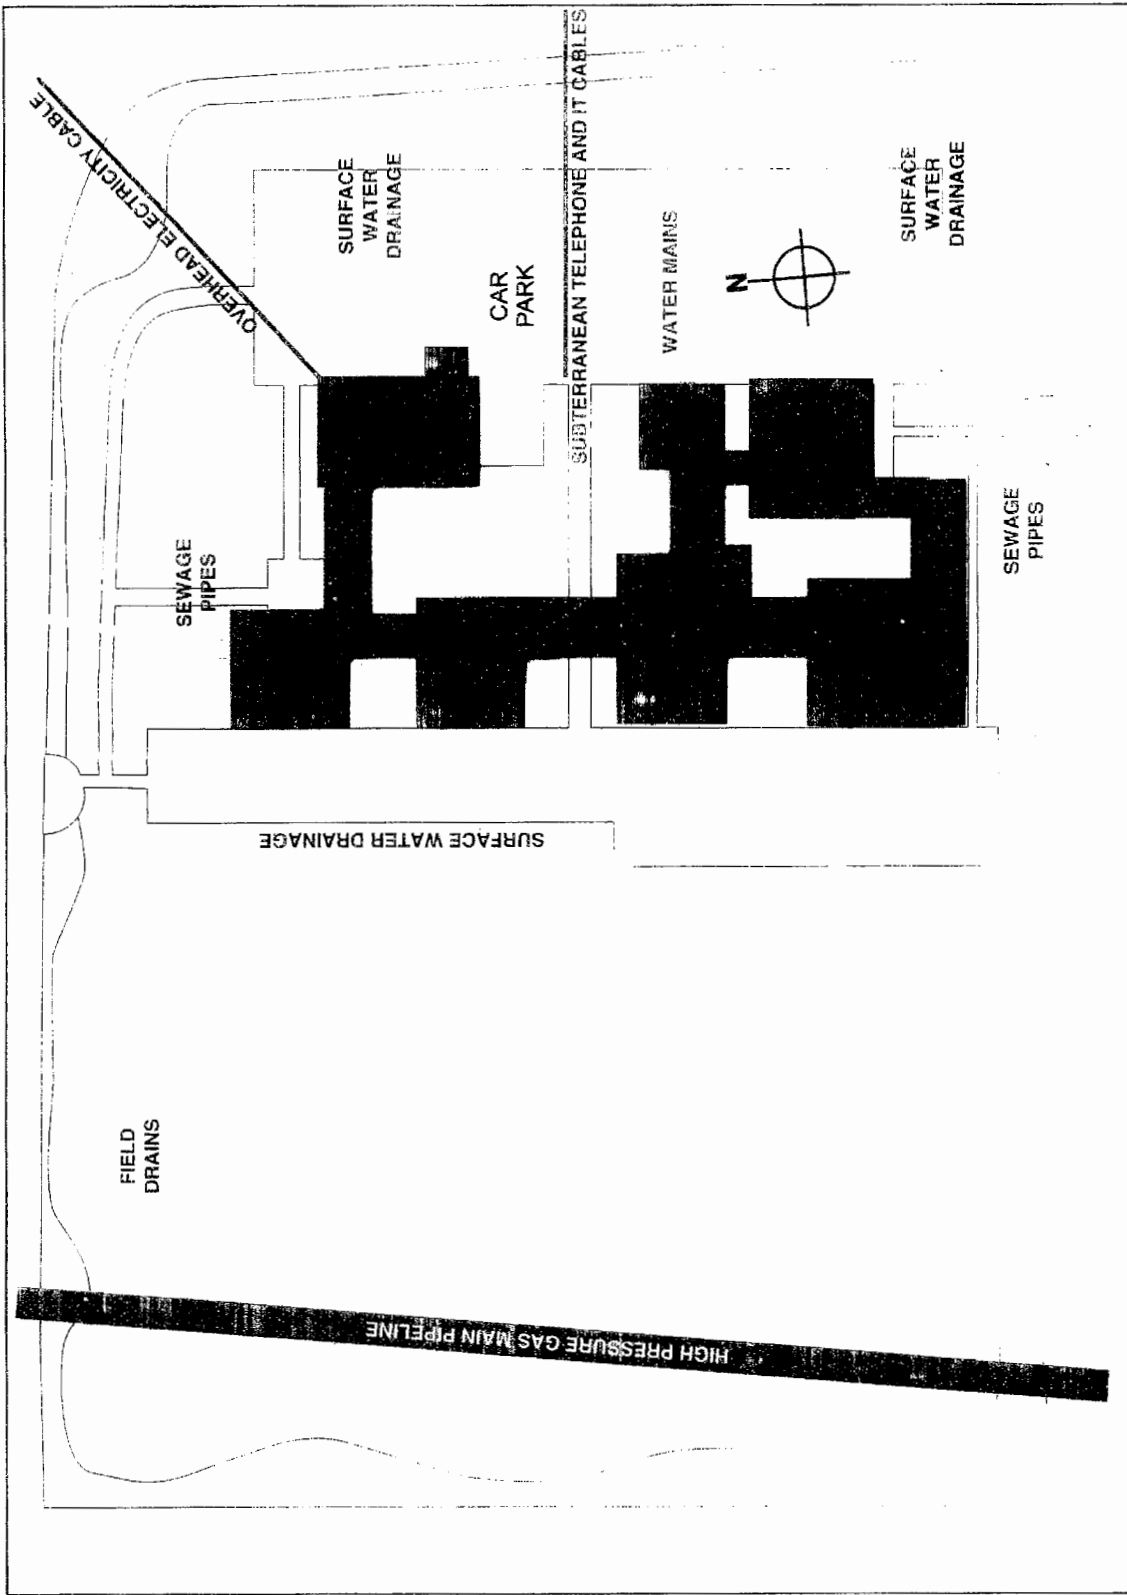 OVERHEAD ELECTRICITY CABLE
SURFACE
WATER
DRAINAGE
SUBTERRANEAN TELEPHONE AND IT CABLES
SURFACE
WATER
DRAINAGE
CAR
PARK
WATER MAINS
N
SEWAGE
PIPES
SEWAGE
PIPES
SURFACE WATER DRAINAGE
FIELD
DRAINS
HIGH PRESSURE GAS MAIN PIPELINE